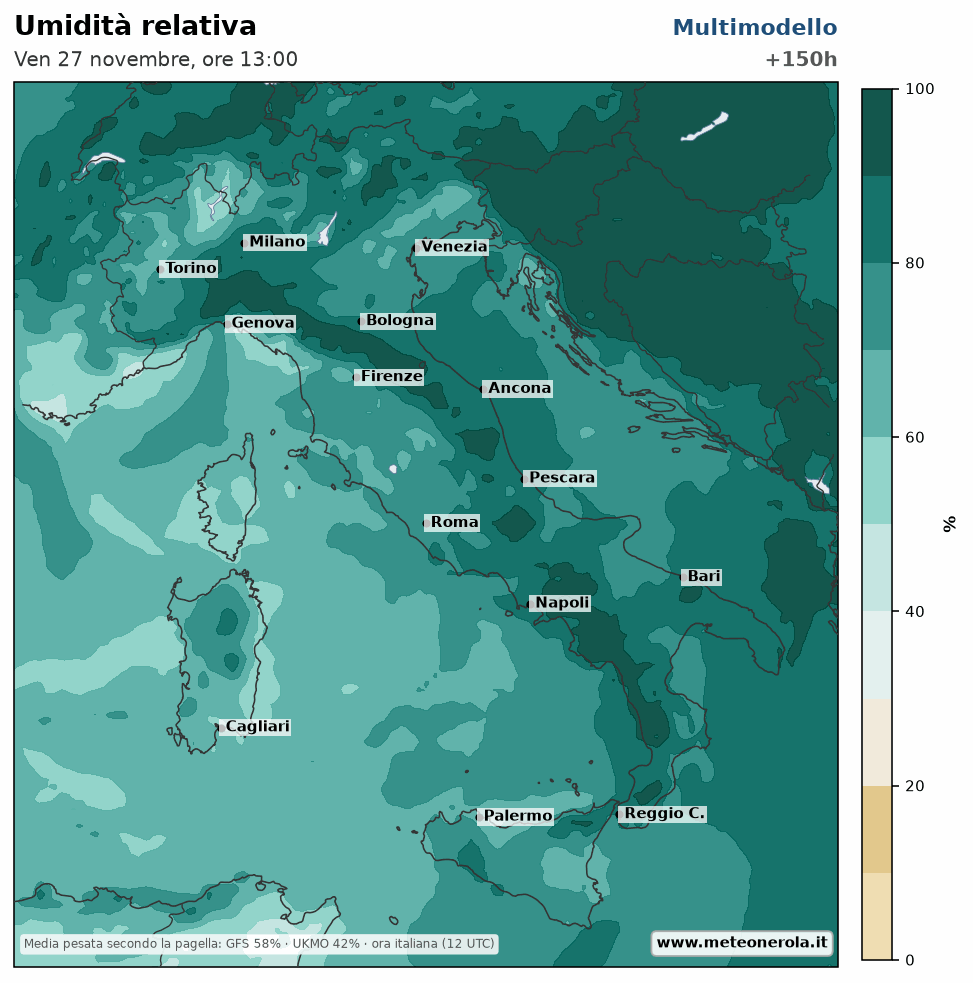 Umidità relativa
Multimodello
Ven 27 novembre, ore 13:00
+150h
100
80
60
40
20
0
%
Milano
Venezia
Torino
Genova
Bologna
Firenze
Ancona
Pescara
Roma
Bari
Napoli
Cagliari
Palermo
Reggio C.
Media pesata secondo la pagella: GFS 58% · UKMO 42% · ora italiana (12 UTC)
www.meteonerola.it